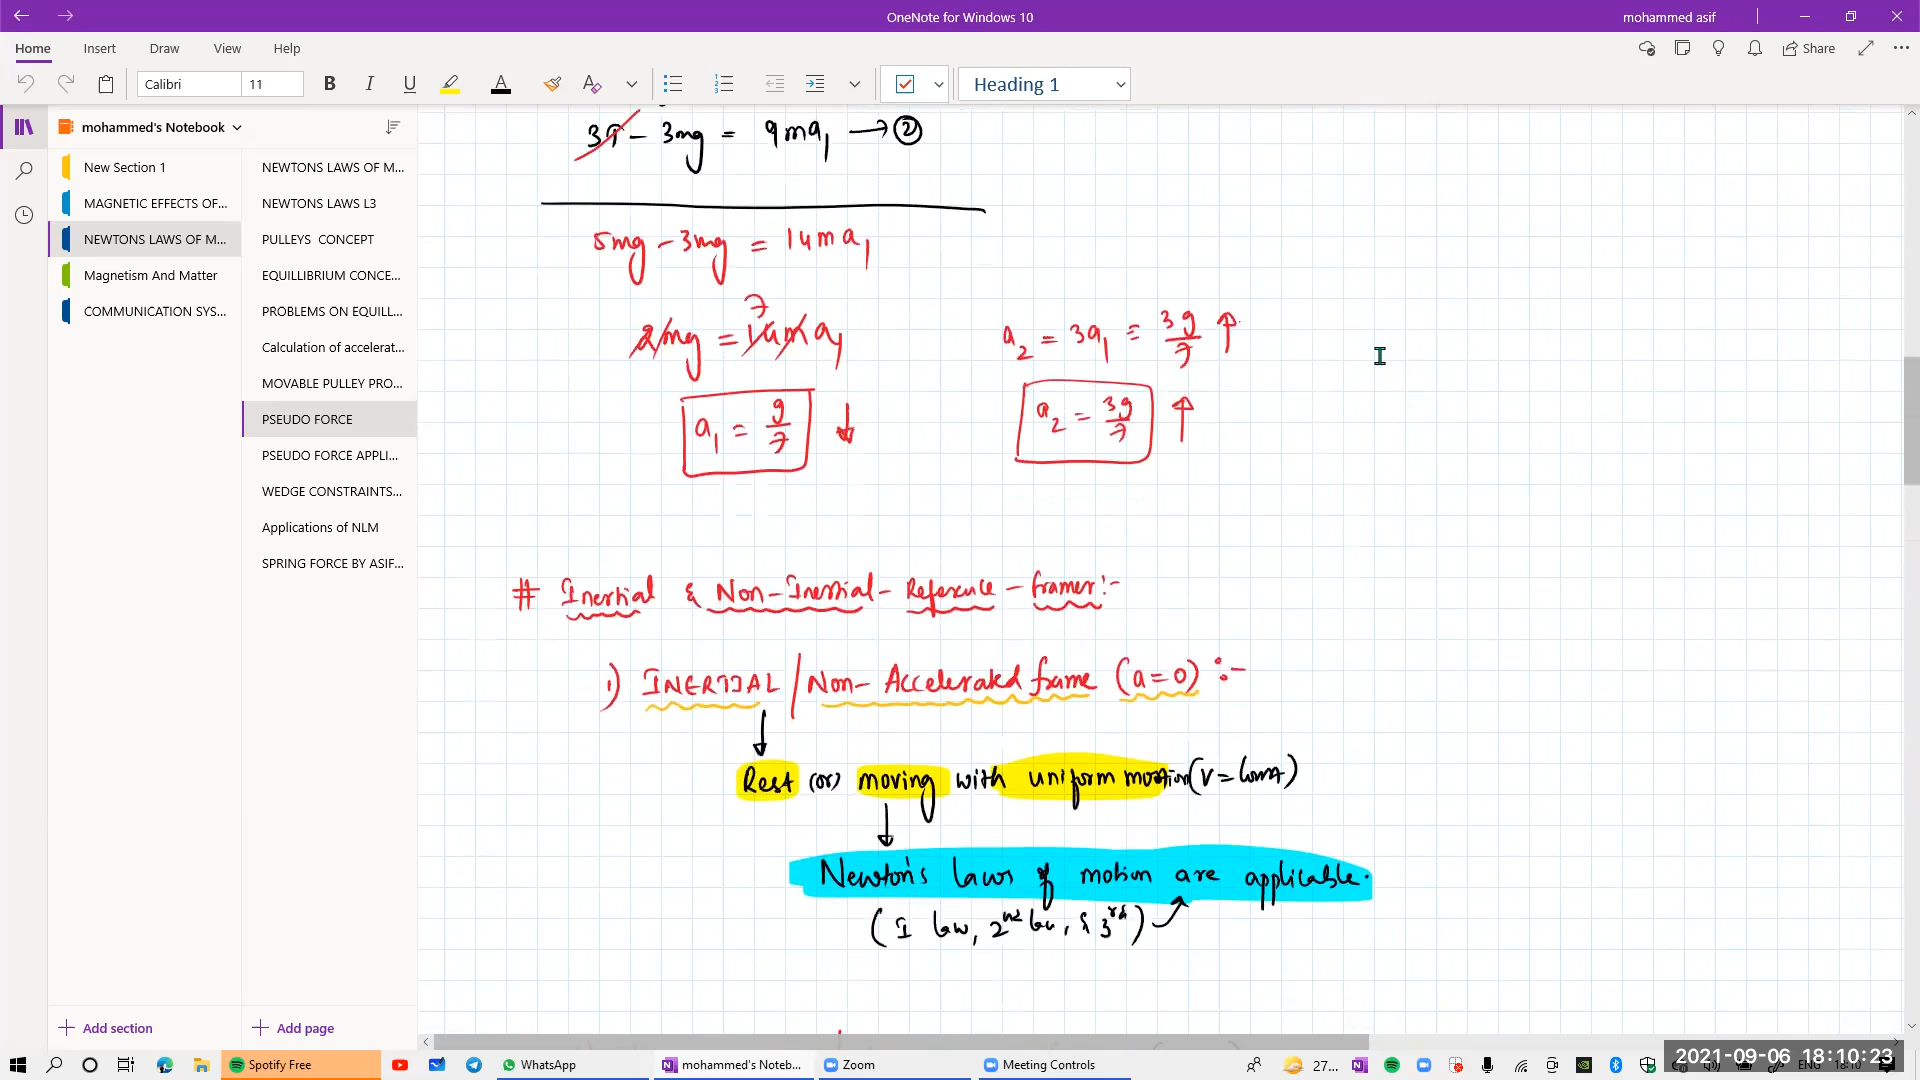 OneNote for Windows 10
mohammed asif
Home Insert Draw View Help
Share
Calibri 11 B I U A Heading 1
mohammed's Notebook
New Section 1
MAGNETIC EFFECTS OF...
NEWTONS LAWS OF M...
Magnetism And Matter
COMMUNICATION SYS...
NEWTONS LAWS OF M...
NEWTONS LAWS L3
PULLEYS CONCEPT
EQUILLIBRIUM CONCE...
PROBLEMS ON EQUILL...
Calculation of accelerat...
MOVABLE PULLEY PRO...
PSEUDO FORCE
PSEUDO FORCE APPLI...
WEDGE CONSTRAINTS...
Applications of NLM
SPRING FORCE BY ASIF...
Add section
Add page
3T - 3mg = 9ma₁ → ②
5mg - 3mg = 14ma₁
7
2mg = 14ma₁
a₂ = 3a₁ = 3g/7 ↑
a₁ = g/7 ↓
a₂ = 3g/7 ↑
# Inertial & Non-Inertial-Reference-frames:-
1) INERTIAL / Non-Accelerated frame (a=0) :-
↓
Rest (or) moving with uniform motion (V = const)
↓
Newton's laws of motion are applicable.
(I law, 2nd law, & 3rd)
Spotify Free
WhatsApp
mohammed's Noteb...
Zoom
Meeting Controls
27...
ENG
18:10
2021-09-06 18:10:23